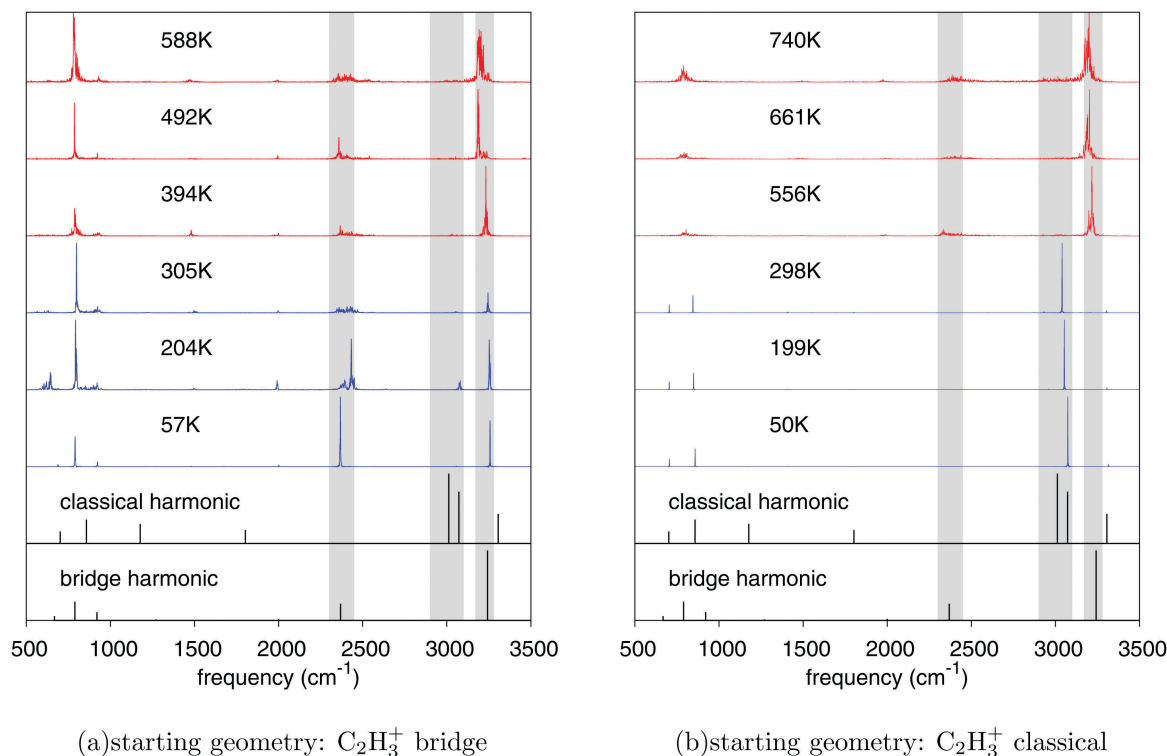 588K
492K
394K
305K
204K
57K
classical harmonic
bridge harmonic
500 1000 1500 2000 2500 3000 3500
frequency (cm⁻¹)
(a)starting geometry: C₂H₃⁺ bridge
740K
661K
556K
298K
199K
50K
classical harmonic
bridge harmonic
500 1000 1500 2000 2500 3000 3500
frequency (cm⁻¹)
(b)starting geometry: C₂H₃⁺ classical